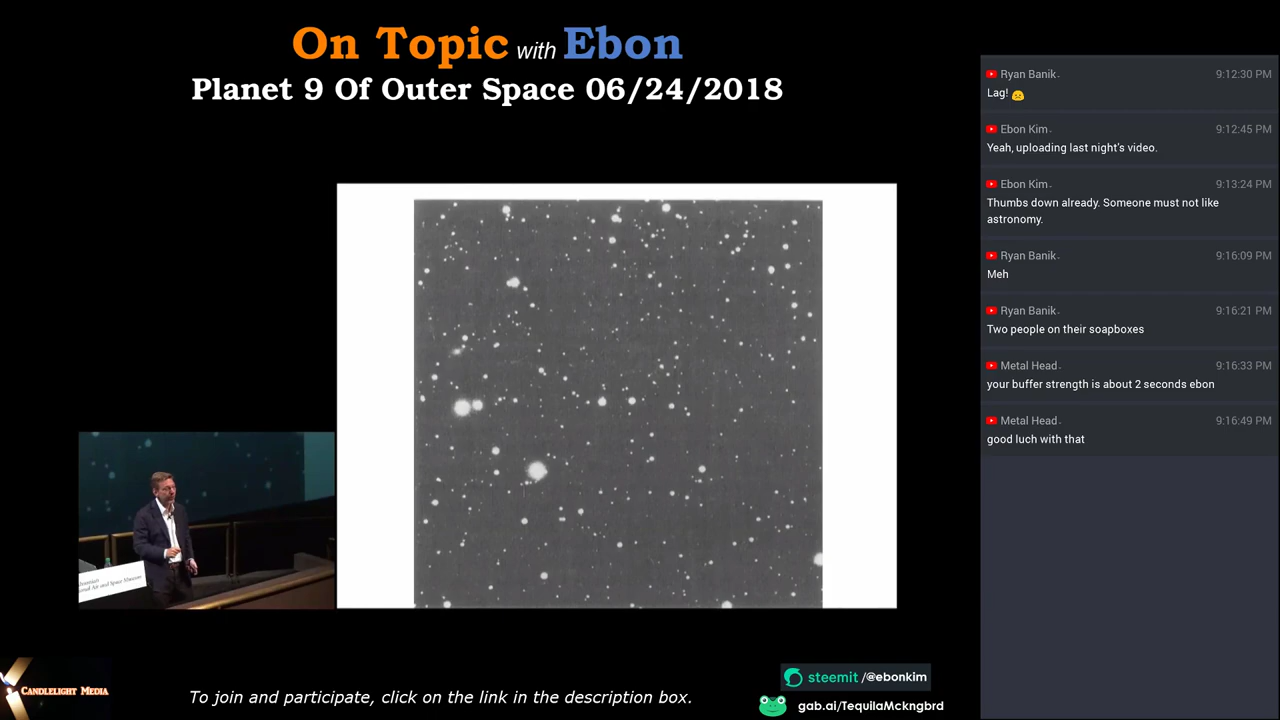 On Topic with Ebon
Planet 9 Of Outer Space 06/24/2018
Ryan Banik 9:12:30 PM
Lag!
Ebon Kim 9:12:45 PM
Yeah, uploading last night's video.
Ebon Kim 9:13:24 PM
Thumbs down already. Someone must not like
astronomy.
Ryan Banik 9:16:09 PM
Meh
Ryan Banik 9:16:21 PM
Two people on their soapboxes
Metal Head 9:16:33 PM
your buffer strength is about 2 seconds ebon
Metal Head 9:16:49 PM
good luch with that
Air and Space Museum
Candlelight Media
To join and participate, click on the link in the description box.
steemit /@ebonkim
gab.ai/TequilaMckngbrd